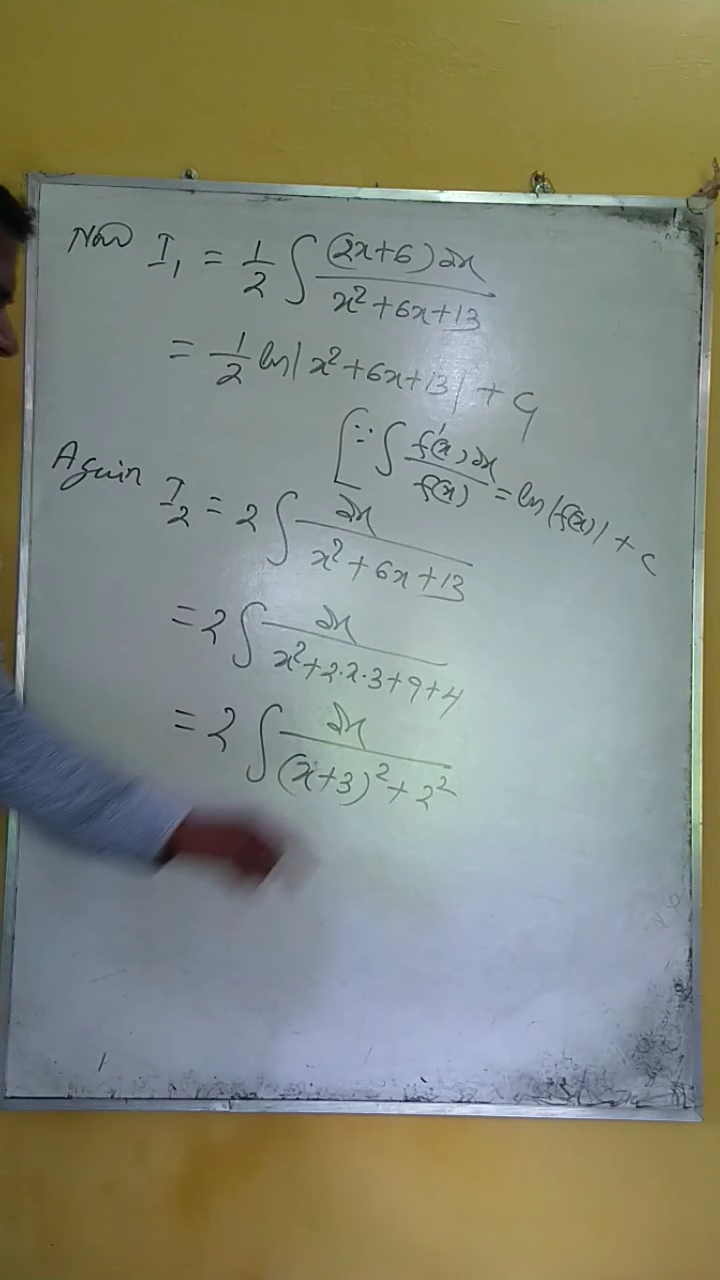 Now I₁ = 1/2 ∫ (2x+6)dx / x²+6x+13
= 1/2 ln|x²+6x+13| + C₁
[∵ ∫ f'(x)dx / f(x) = ln|f(x)| + c
Again I₂ = 2 ∫ dx / x²+6x+13
= 2 ∫ dx / x²+2·x·3+9+4
= 2 ∫ dx / (x+3)²+2²